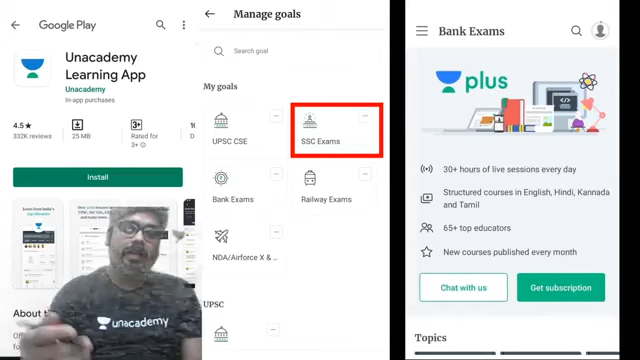 Google Play
Unacademy
Learning App
Unacademy
In-app purchases
4.5★
332K reviews
25 MB
3+
Rated for
3+
Install
About t
unacademy
Manage goals
Search goal
My goals
UPSC CSE
SSC Exams
Bank Exams
Railway Exams
NDA/Airforce X & ...
UPSC
Bank Exams
plus
30+ hours of live sessions every day
Structured courses in English, Hindi, Kannada
and Tamil
65+ top educators
New courses published every month
Chat with us
Get subscription
Topics